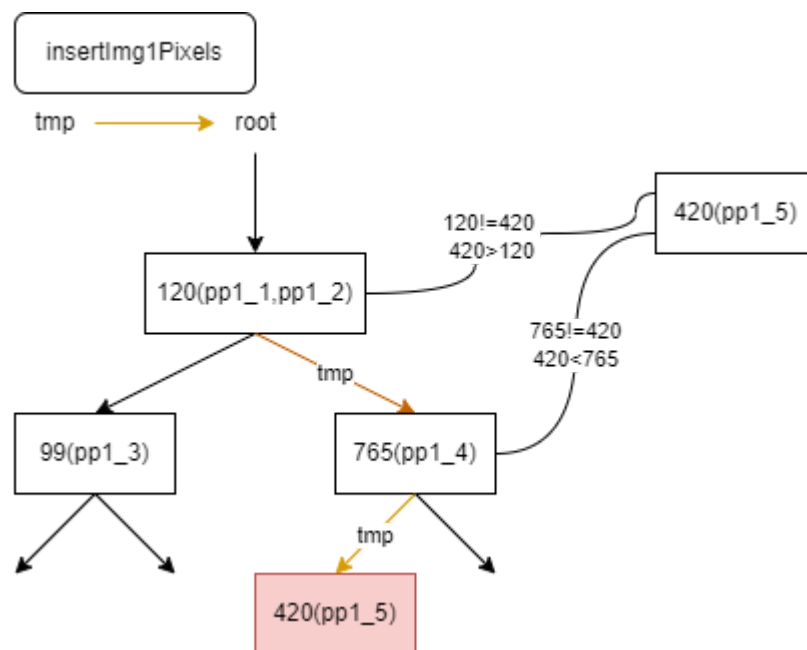 insertImg1Pixels
tmp
root
120!=420
420>120
420(pp1_5)
120(pp1_1,pp1_2)
765!=420
420<765
tmp
99(pp1_3)
765(pp1_4)
tmp
420(pp1_5)